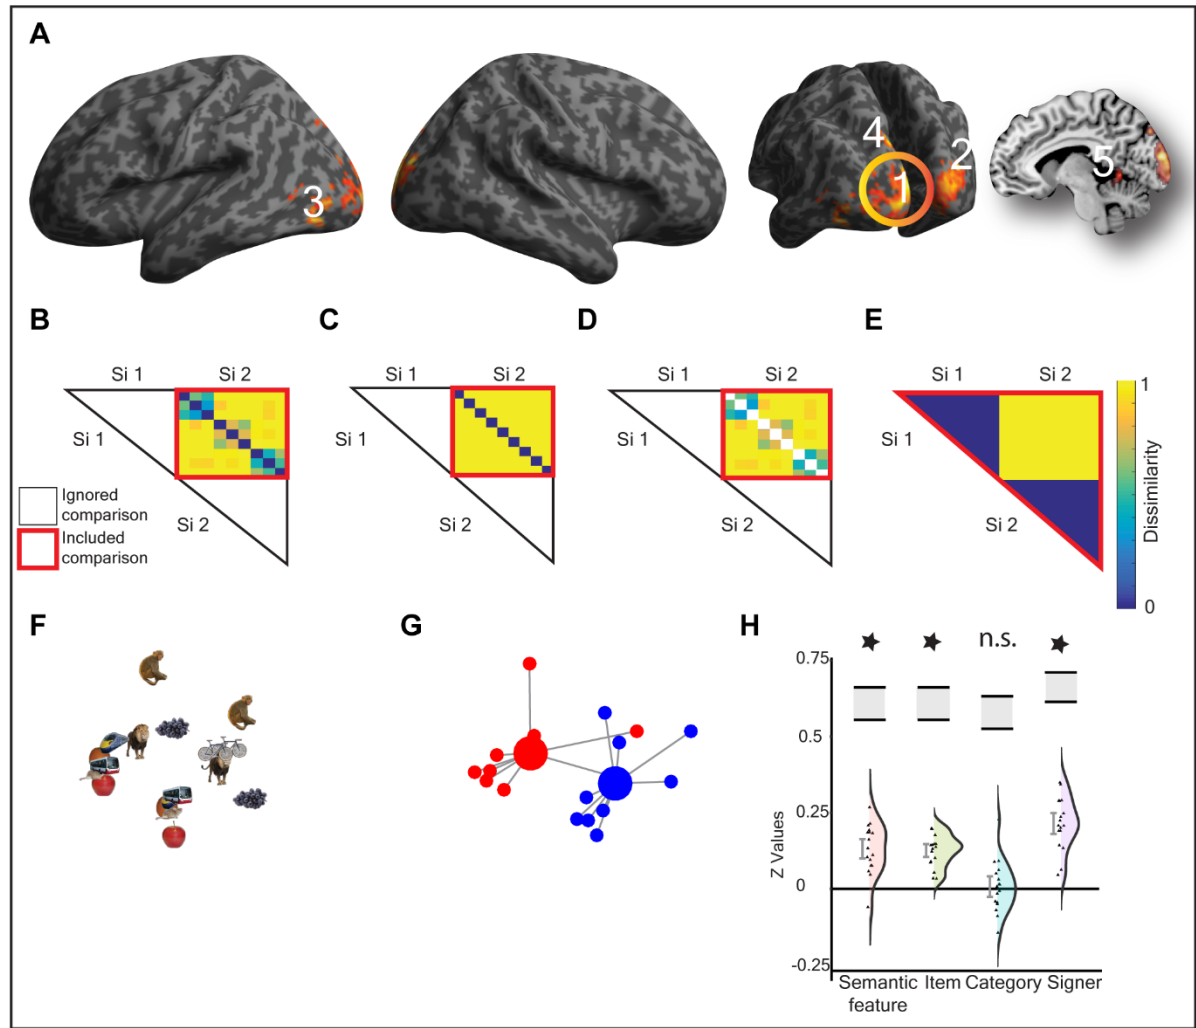 A
3
4
1
2
5
B
C
D
E
Si 1 Si 2
Si 1
Si 2
Si 1 Si 2
Si 1
Si 2
Si 1 Si 2
Si 1
Si 2
Si 1 Si 2
Si 1
Si 2
1
Dissimilarity
0
Ignored
comparison
Included
comparison
F
G
H
n.s.
0.75
0.5
0.25
0
-0.25
Z Values
Semantic
feature
Item
Category
Signer